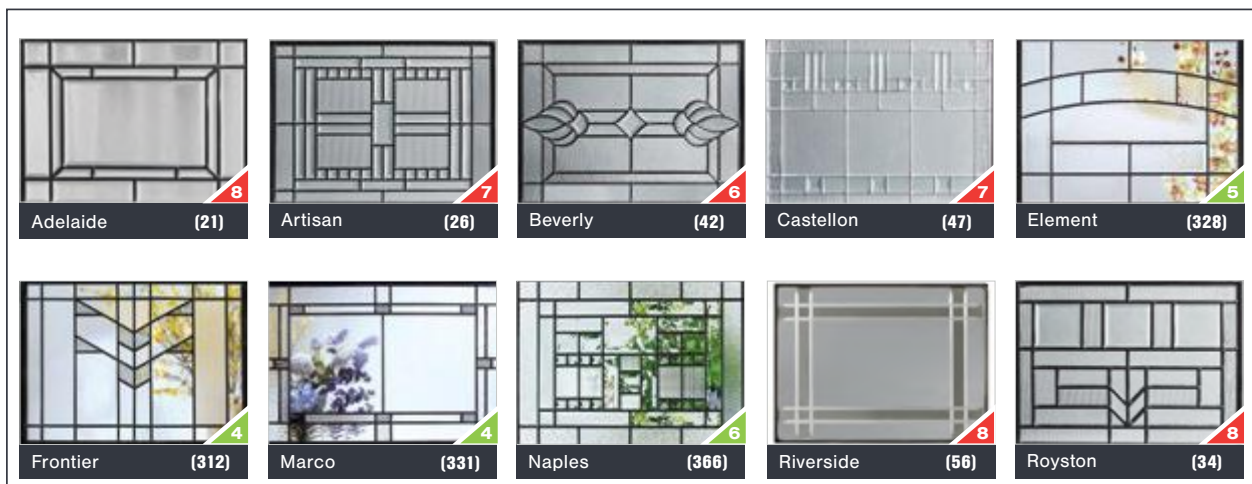 8
Adelaide (21)
7
Artisan (26)
6
Beverly (42)
7
Castellon (47)
5
Element (328)
4
Frontier (312)
4
Marco (331)
6
Naples (366)
8
Riverside (56)
8
Royston (34)